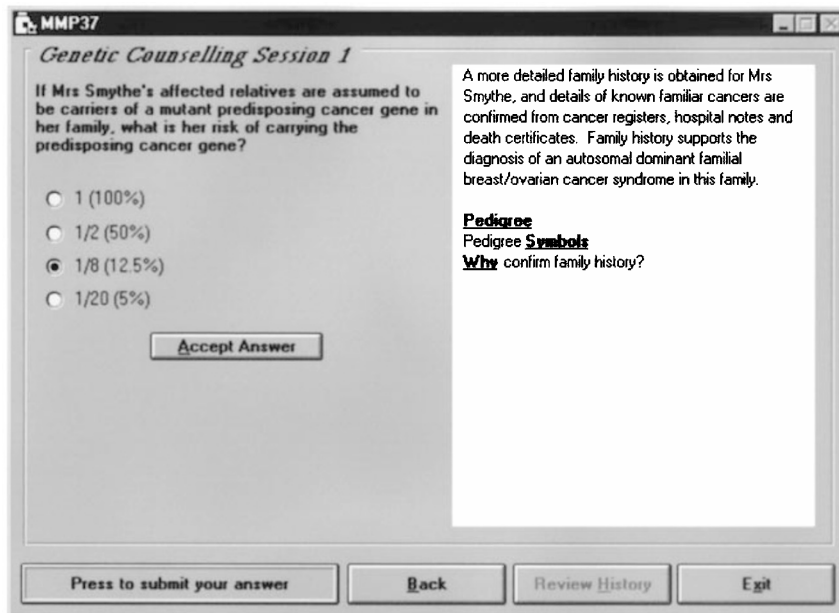 MMP37
Genetic Counselling Session 1
If Mrs Smythe's affected relatives are assumed to
be carriers of a mutant predisposing cancer gene in
her family, what is her risk of carrying the
predisposing cancer gene?
1 (100%)
1/2 (50%)
1/8 (12.5%)
1/20 (5%)
Accept Answer
A more detailed family history is obtained for Mrs
Smythe, and details of known familiar cancers are
confirmed from cancer registers, hospital notes and
death certificates. Family history supports the
diagnosis of an autosomal dominant familial
breast/ovarian cancer syndrome in this family.
Pedigree
Pedigree Symbols
Why confirm family history?
Press to submit your answer
Back
Review History
Exit